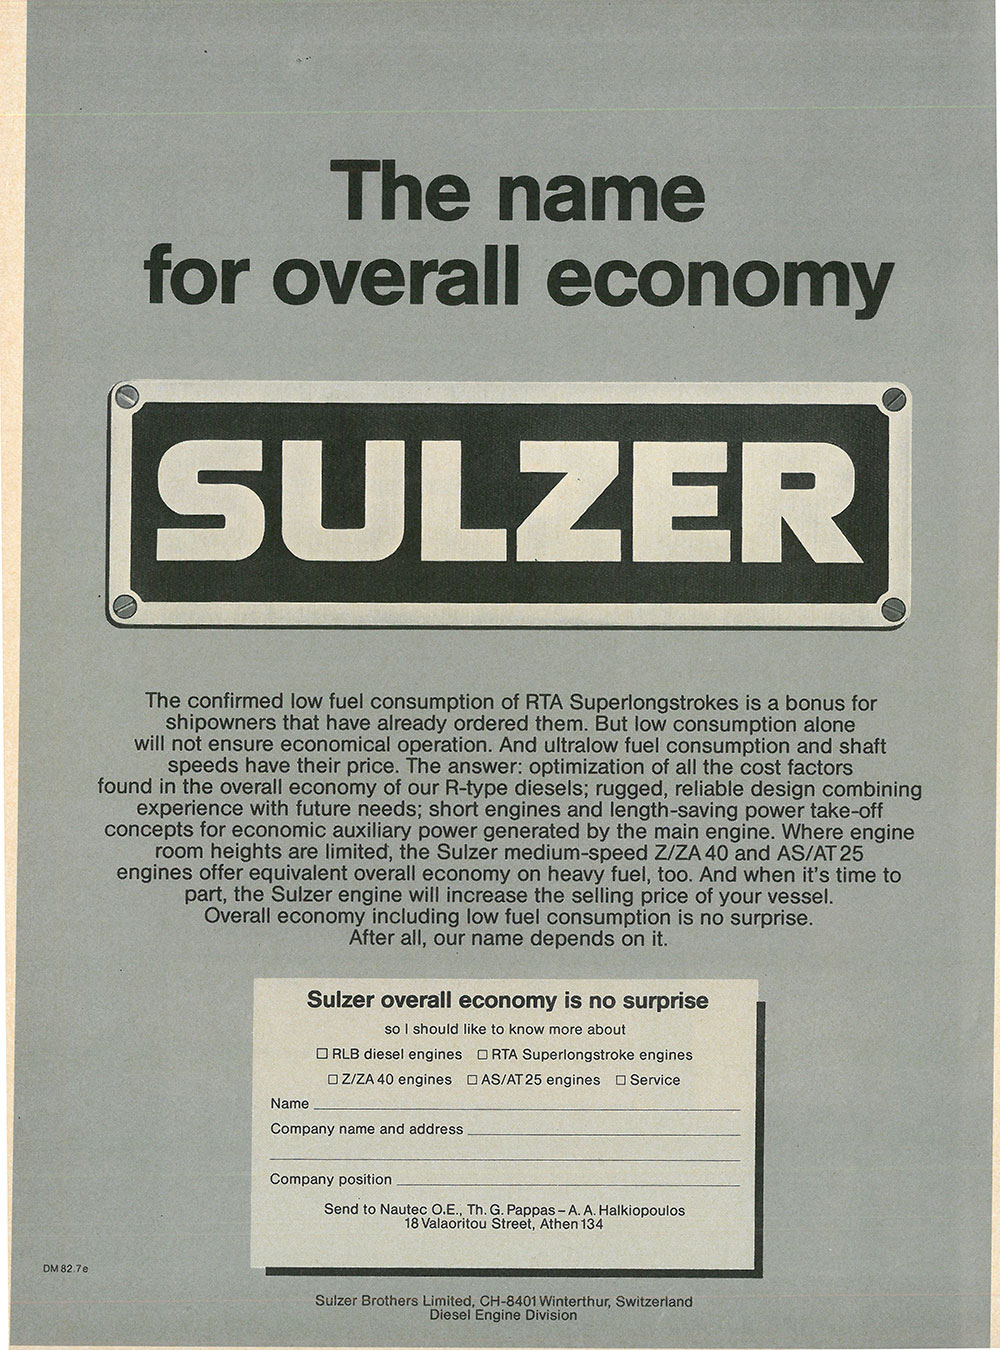 The name
for overall economy
SULZER
The confirmed low fuel consumption of RTA Superlongstrokes is a bonus for
shipowners that have already ordered them. But low consumption alone
will not ensure economical operation. And ultralow fuel consumption and shaft
speeds have their price. The answer: optimization of all the cost factors
found in the overall economy of our R-type diesels; rugged, reliable design combining
experience with future needs; short engines and length-saving power take-off
concepts for economic auxiliary power generated by the main engine. Where engine
room heights are limited, the Sulzer medium-speed Z/ZA 40 and AS/AT 25
engines offer equivalent overall economy on heavy fuel, too. And when it's time to
part, the Sulzer engine will increase the selling price of your vessel.
Overall economy including low fuel consumption is no surprise.
After all, our name depends on it.
Sulzer overall economy is no surprise
so I should like to know more about
☐ RLB diesel engines ☐ RTA Superlongstroke engines
☐ Z/ZA 40 engines ☐ AS/AT 25 engines ☐ Service
Name
Company name and address
Company position
Send to Nautec O.E., Th. G. Pappas – A. A. Halkiopoulos
18 Valaoritou Street, Athen 134
DM 82.7e
Sulzer Brothers Limited, CH-8401 Winterthur, Switzerland
Diesel Engine Division